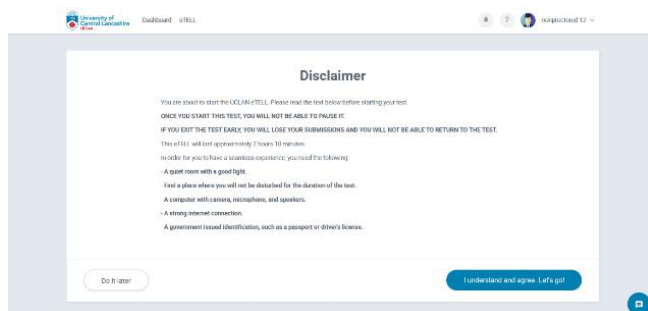 University of
Central Lancashire
UCLan
Dashboard eTELL
? nonproctored 12
Disclaimer
You are about to start the UCLAN eTELL. Please read the text below before starting your test.
ONCE YOU START THIS TEST, YOU WILL NOT BE ABLE TO PAUSE IT.
IF YOU EXIT THE TEST EARLY, YOU WILL LOSE YOUR SUBMISSIONS AND YOU WILL NOT BE ABLE TO RETURN TO THE TEST.
This eTELL will last approximately 2 hours 10 minutes
In order for you to have a seamless experience, you need the following:
- A quiet room with a good light.
- Find a place where you will not be disturbed for the duration of the test.
- A computer with camera, microphone, and speakers.
- A strong internet connection.
- A government issued identification, such as a passport or driver's license.
Do it later
I understand and agree. Let's go!